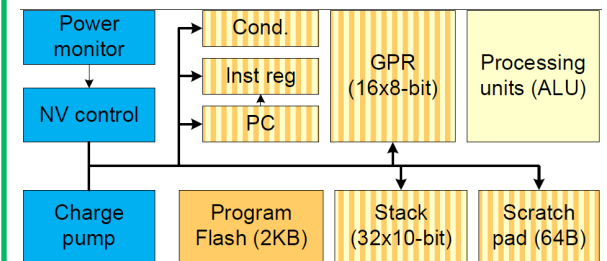 Power
monitor
Cond.
Inst reg
PC
GPR
(16x8-bit)
Processing
units (ALU)
NV control
Charge
pump
Program
Flash (2KB)
Stack
(32x10-bit)
Scratch
pad (64B)